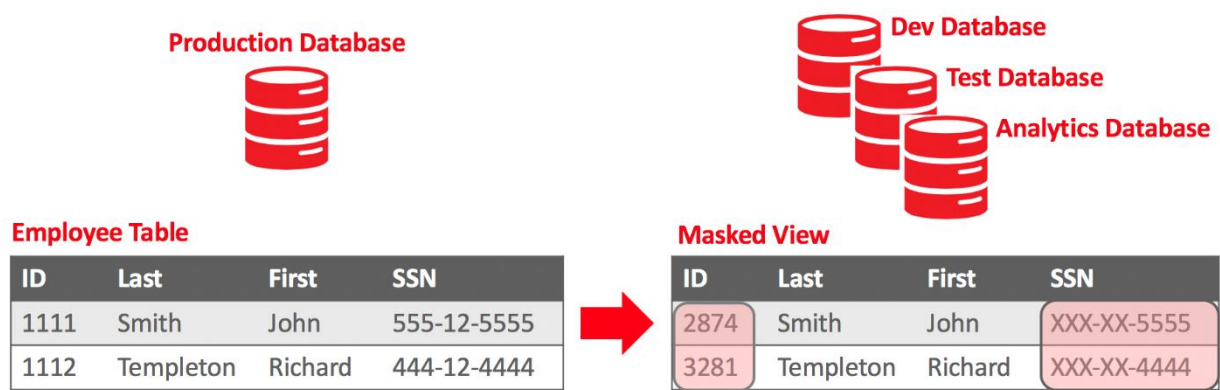 Production Database
Dev Database
Test Database
Analytics Database
Employee Table
ID Last First SSN
1111 Smith John 555-12-5555
1112 Templeton Richard 444-12-4444
Masked View
ID Last First SSN
2874 Smith John XXX-XX-5555
3281 Templeton Richard XXX-XX-4444